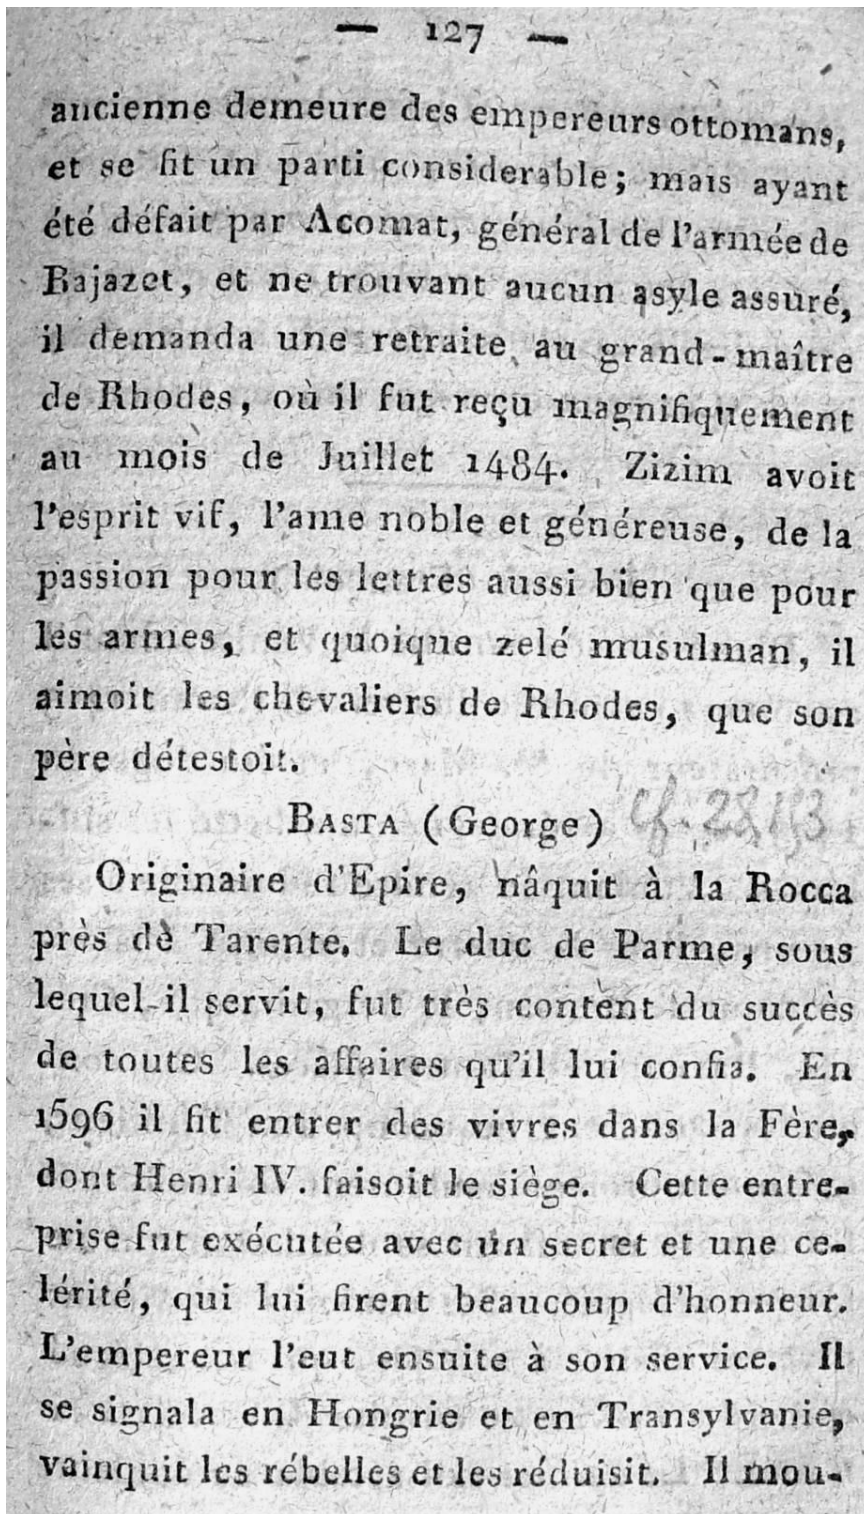 — 127 —
ancienne demeure des empereurs ottomans,
et se fit un parti considerable; mais ayant
été défait par Acomat, général de l'armée de
Bajazet, et ne trouvant aucun asyle assuré,
il demanda une retraite au grand-maître
de Rhodes, où il fut reçu magnifiquement
au mois de Juillet 1484. Zizim avoit
l'esprit vif, l'ame noble et généreuse, de la
passion pour les lettres aussi bien que pour
les armes, et quoique zelé musulman, il
aimoit les chevaliers de Rhodes, que son
père détestoit.
BASTA (George) cf.
Originaire d'Epire, nâquit à la Rocca
près de Tarente. Le duc de Parme, sous
lequel il servit, fut très content du succès
de toutes les affaires qu'il lui confia. En
1596 il fit entrer des vivres dans la Fère,
dont Henri IV. faisoit le siège. Cette entre-
prise fut exécutée avec un secret et une ce-
lérité, qui lui firent beaucoup d'honneur.
L'empereur l'eut ensuite à son service. Il
se signala en Hongrie et en Transylvanie,
vainquit les rébelles et les réduisit. Il mou-